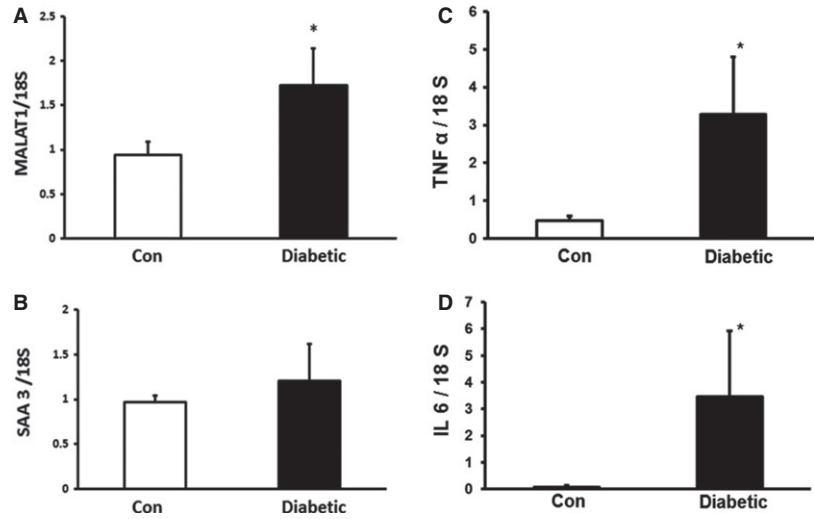 A
MALAT1/18S
2.5
2
1.5
1
0.5
0
*
Con
Diabetic
C
TNF α / 18 S
6
5
4
3
2
1
0
*
Con
Diabetic
B
SAA 3 /18S
2
1.5
1
0.5
0
Con
Diabetic
D
IL 6 / 18 S
7
6
5
4
3
2
1
0
*
Con
Diabetic